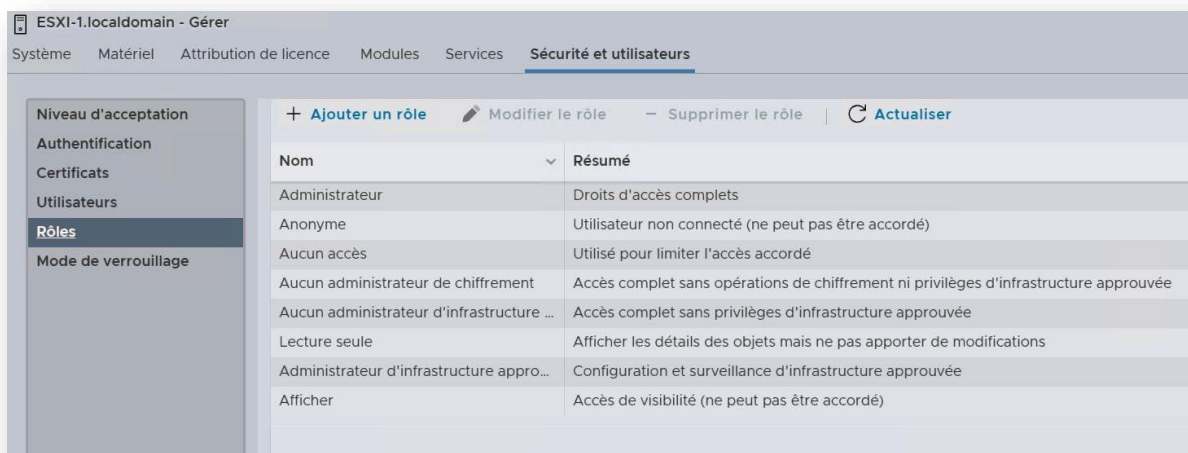 ESXI-1.localdomain - Gérer
Système Matériel Attribution de licence Modules Services Sécurité et utilisateurs
Niveau d'acceptation
Authentification
Certificats
Utilisateurs
Rôles
Mode de verrouillage
+ Ajouter un rôle Modifier le rôle − Supprimer le rôle | Actualiser
Nom Résumé
Administrateur Droits d'accès complets
Anonyme Utilisateur non connecté (ne peut pas être accordé)
Aucun accès Utilisé pour limiter l'accès accordé
Aucun administrateur de chiffrement Accès complet sans opérations de chiffrement ni privilèges d'infrastructure approuvée
Aucun administrateur d'infrastructure ... Accès complet sans privilèges d'infrastructure approuvée
Lecture seule Afficher les détails des objets mais ne pas apporter de modifications
Administrateur d'infrastructure appro... Configuration et surveillance d'infrastructure approuvée
Afficher Accès de visibilité (ne peut pas être accordé)